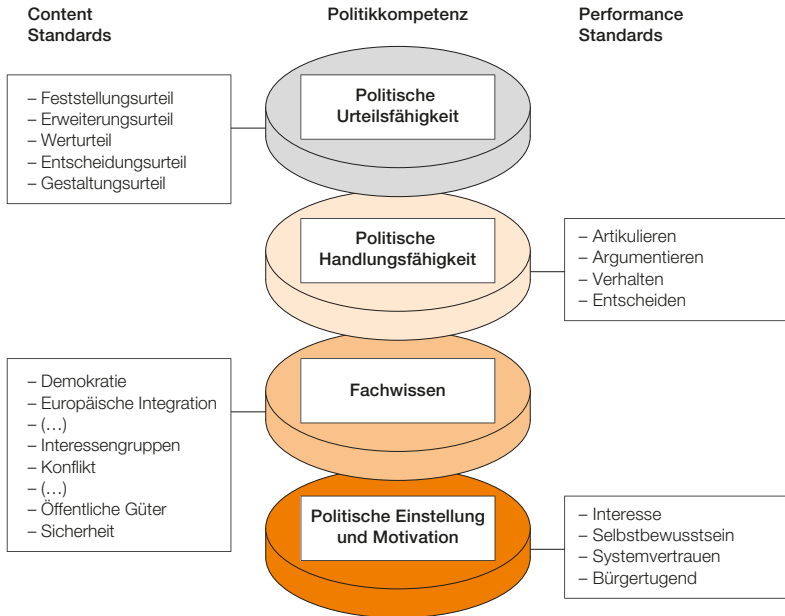 Content
Standards
Politikkompetenz
Performance
Standards
– Feststellungsurteil
– Erweiterungsurteil
– Werturteil
– Entscheidungsurteil
– Gestaltungsurteil
Politische
Urteilsfähigkeit
Politische
Handlungsfähigkeit
– Artikulieren
– Argumentieren
– Verhalten
– Entscheiden
– Demokratie
– Europäische Integration
– (…)
– Interessengruppen
– Konflikt
– (…)
– Öffentliche Güter
– Sicherheit
Fachwissen
Politische Einstellung
und Motivation
– Interesse
– Selbstbewusstsein
– Systemvertrauen
– Bürgertugend